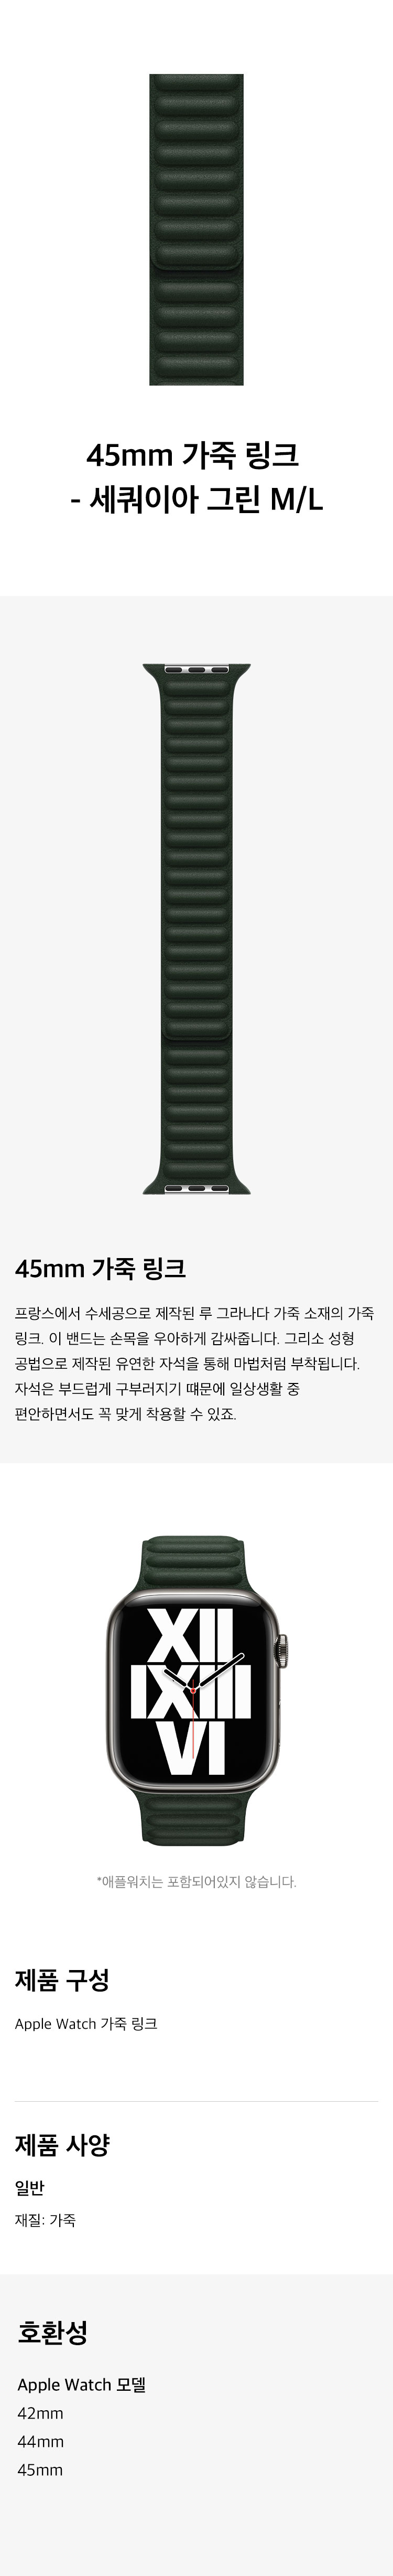 45mm 가죽 링크
- 세쿼이아 그린 M/L
45mm 가죽 링크
프랑스에서 수세공으로 제작된 루 그라나다 가죽 소재의 가죽
링크. 이 밴드는 손목을 우아하게 감싸줍니다. 그리소 성형
공법으로 제작된 유연한 자석을 통해 마법처럼 부착됩니다.
자석은 부드럽게 구부러지기 때문에 일상생활 중
편안하면서도 꼭 맞게 착용할 수 있죠.
XII
IX III
VI
*애플워치는 포함되어있지 않습니다.
제품 구성
Apple Watch 가죽 링크
제품 사양
일반
재질: 가죽
호환성
Apple Watch 모델
42mm
44mm
45mm